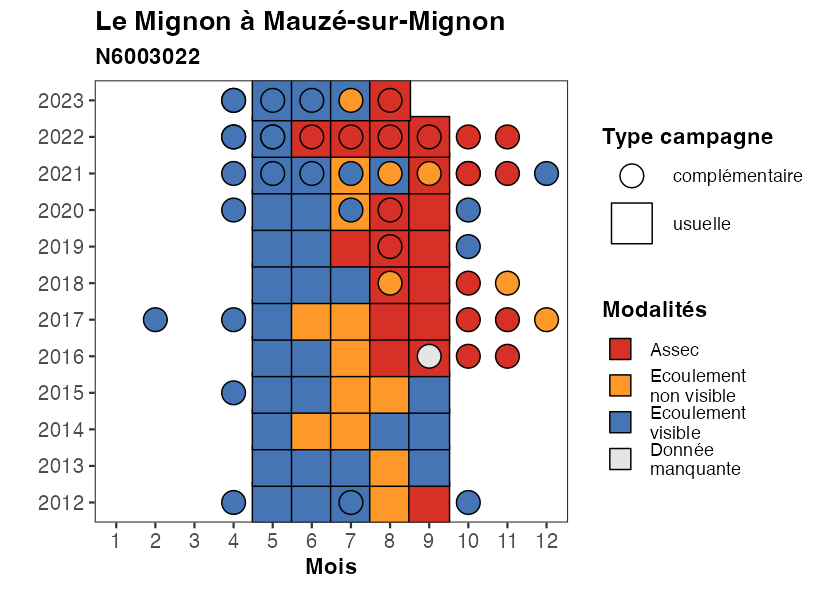 Le Mignon à Mauzé-sur-Mignon
N6003022
2023
2022
2021
2020
2019
2018
2017
2016
2015
2014
2013
2012
1 2 3 4 5 6 7 8 9 10 11 12
Mois
Type campagne
complémentaire
usuelle
Modalités
Assec
Ecoulement
non visible
Ecoulement
visible
Donnée
manquante